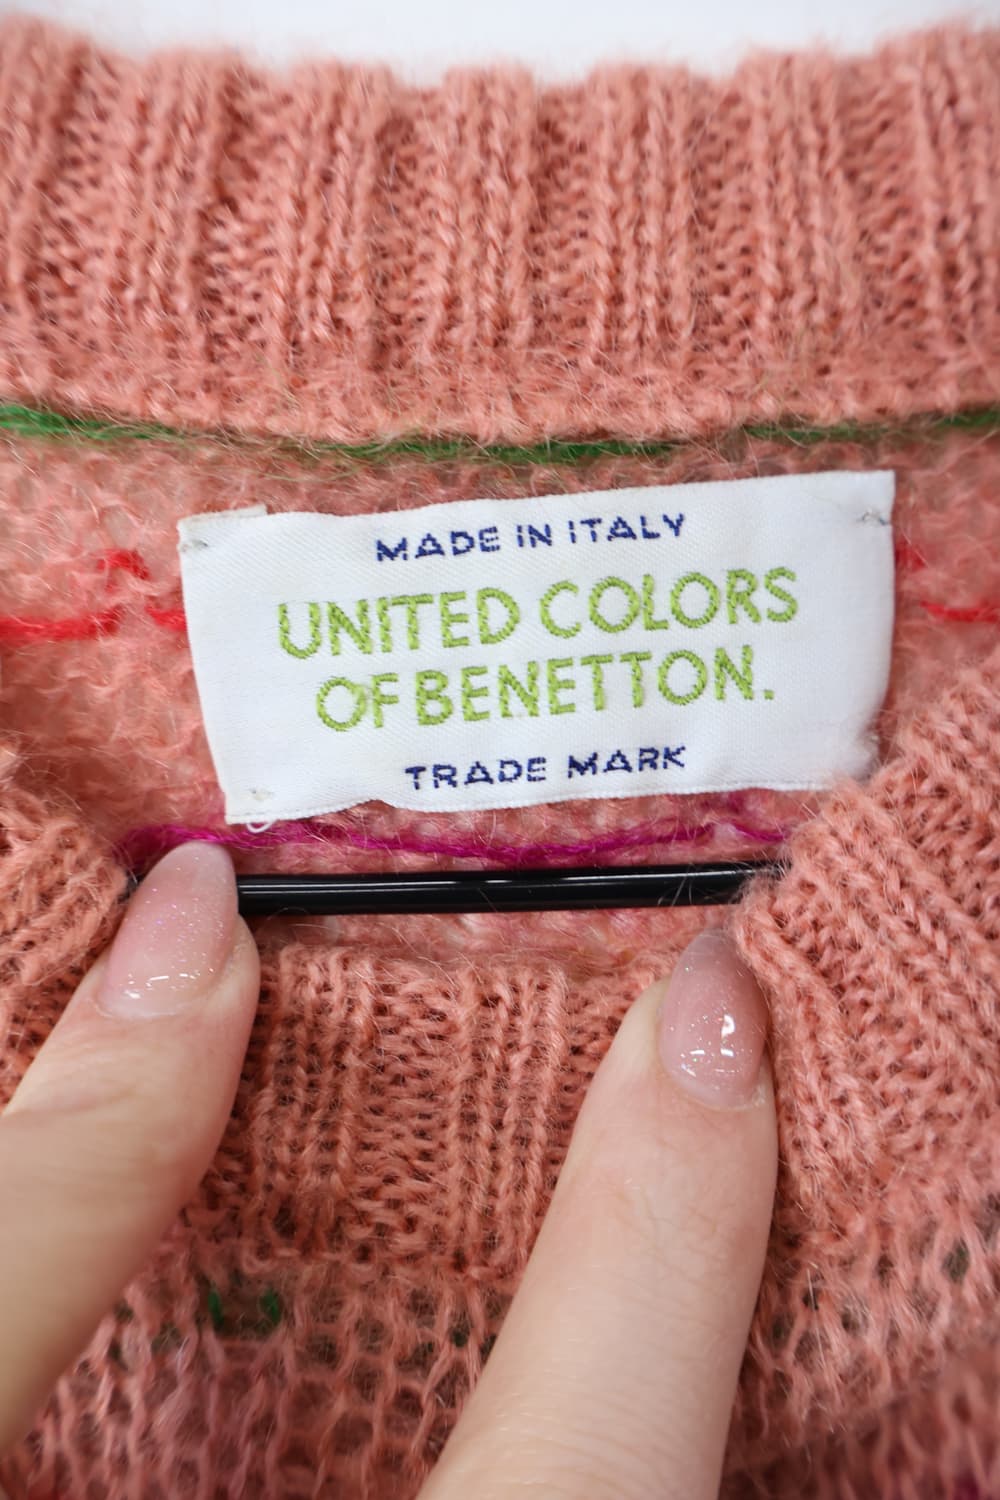 MADE IN ITALY
UNITED COLORS
OF BENETTON.
TRADE MARK